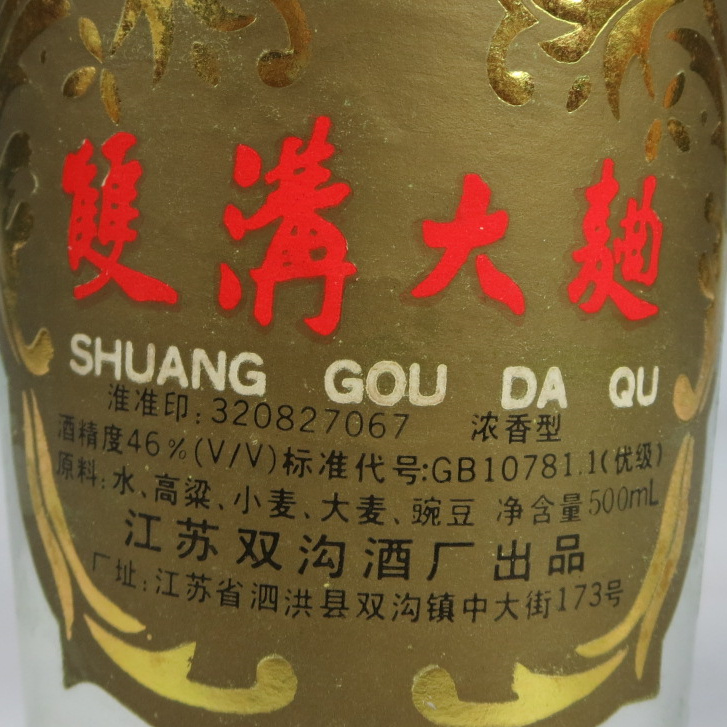 雙溝大麯
SHUANG GOU DA QU
淮准印:320827067 浓香型
酒精度46%(V/V)标准代号:GB10781.1(优级)
原料:水、高粱、小麦、大麦、豌豆 净含量500mL
江苏双沟酒厂出品
厂址:江苏省泗洪县双沟镇中大街173号